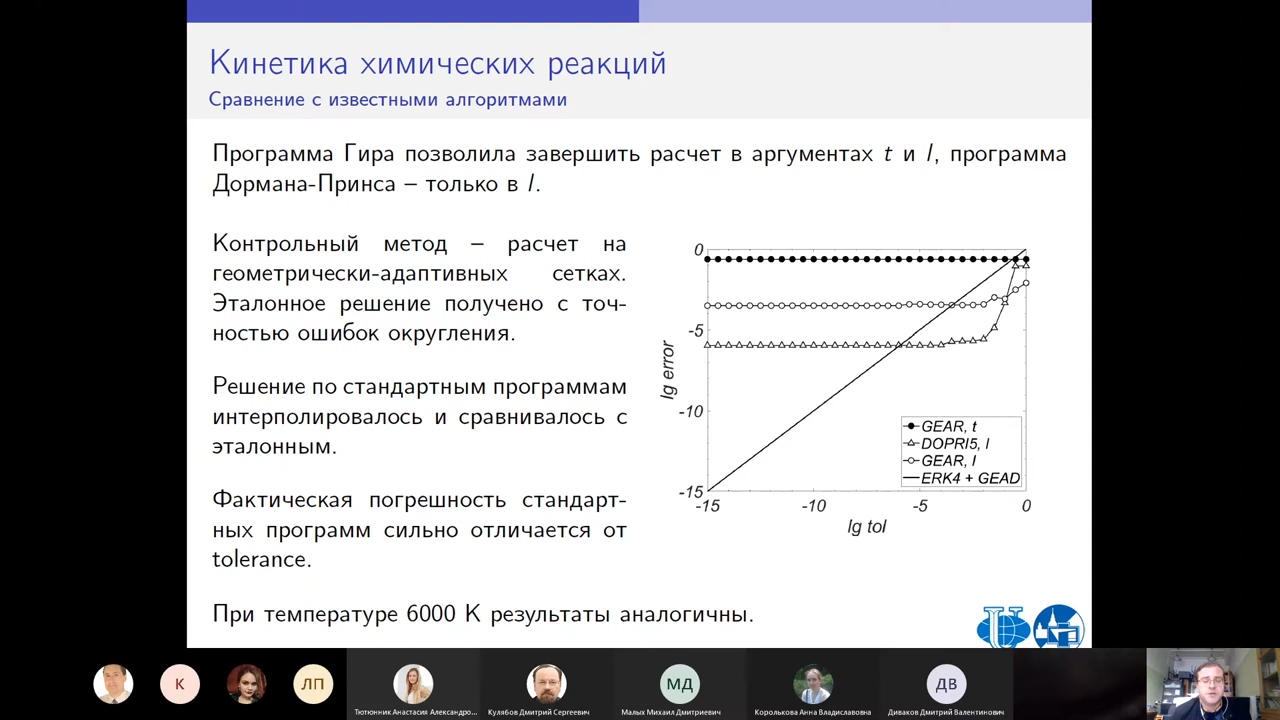 Кинетика химических реакций
Сравнение с известными алгоритмами
Программа Гира позволила завершить расчет в аргументах t и l, программа
Дормана-Принса – только в l.
Контрольный метод – расчет на
геометрически-адаптивных сетках.
Эталонное решение получено с точ-
ностью ошибок округления.
Решение по стандартным программам
интерполировалось и сравнивалось с
эталонным.
Фактическая погрешность стандарт-
ных программ сильно отличается от
tolerance.
При температуре 6000 К результаты аналогичны.
0
-5
-10
-15
lg error
-15
-10
-5
0
lg tol
GEAR, t
DOPRI5, l
GEAR, l
ERK4 + GEAD
К
ЛП
МД
ДВ
Тютюнник Анастасия Александро...
Кулябов Дмитрий Сергеевич
Малых Михаил Дмитриевич
Королькова Анна Владиславовна
Диваков Дмитрий Валентинович